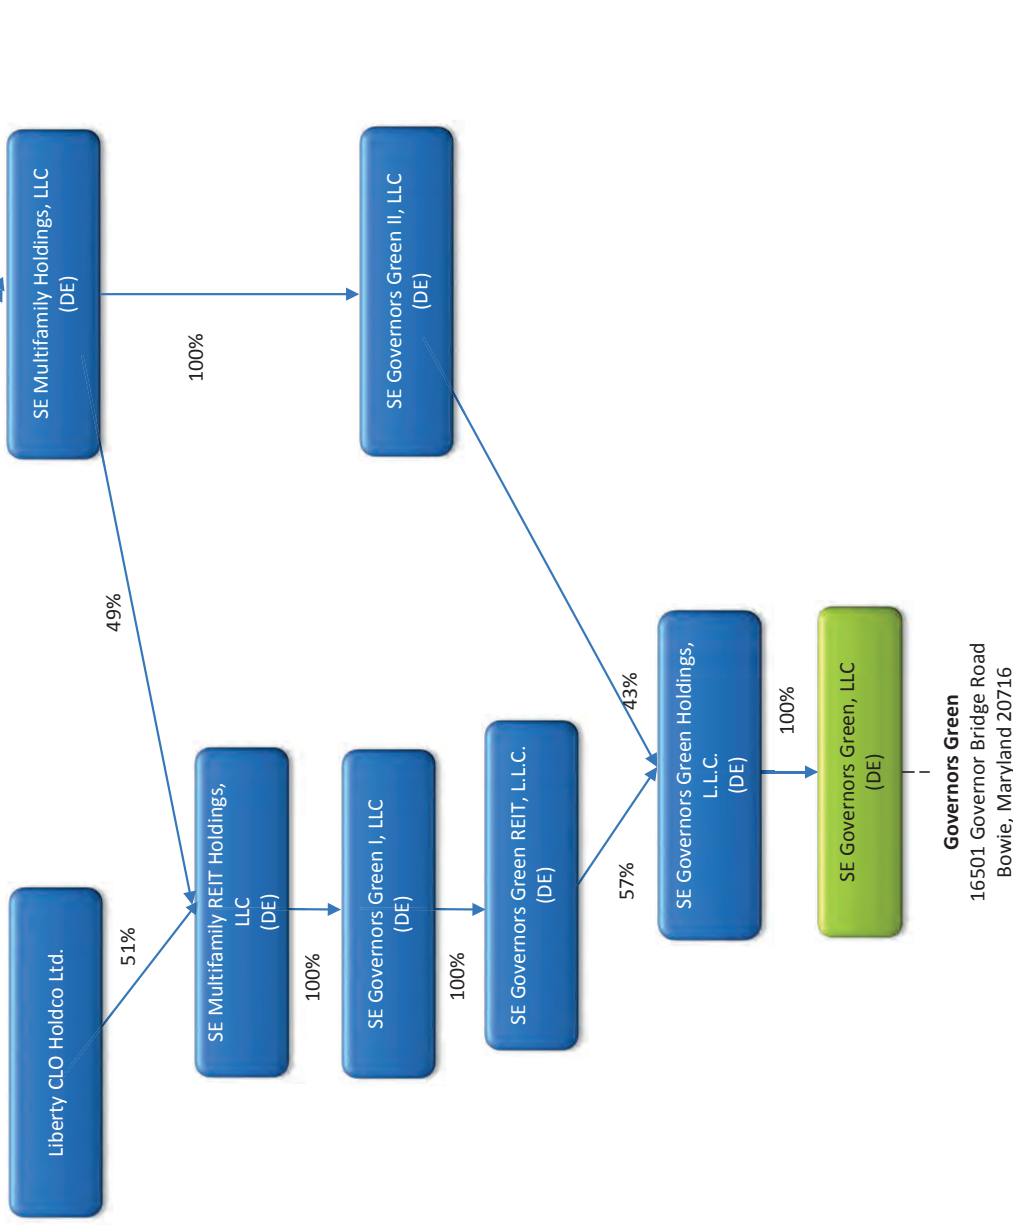 Liberty CLO Holdco Ltd.
SE Multifamily Holdings, LLC
(DE)
51%
49%
100%
SE Multifamily REIT Holdings,
LLC
(DE)
100%
SE Governors Green I, LLC
(DE)
SE Governors Green II, LLC
(DE)
100%
SE Governors Green REIT, L.L.C.
(DE)
57%
43%
SE Governors Green Holdings,
L.L.C.
(DE)
100%
SE Governors Green, LLC
(DE)
Governors Green
16501 Governor Bridge Road
Bowie, Maryland 20716